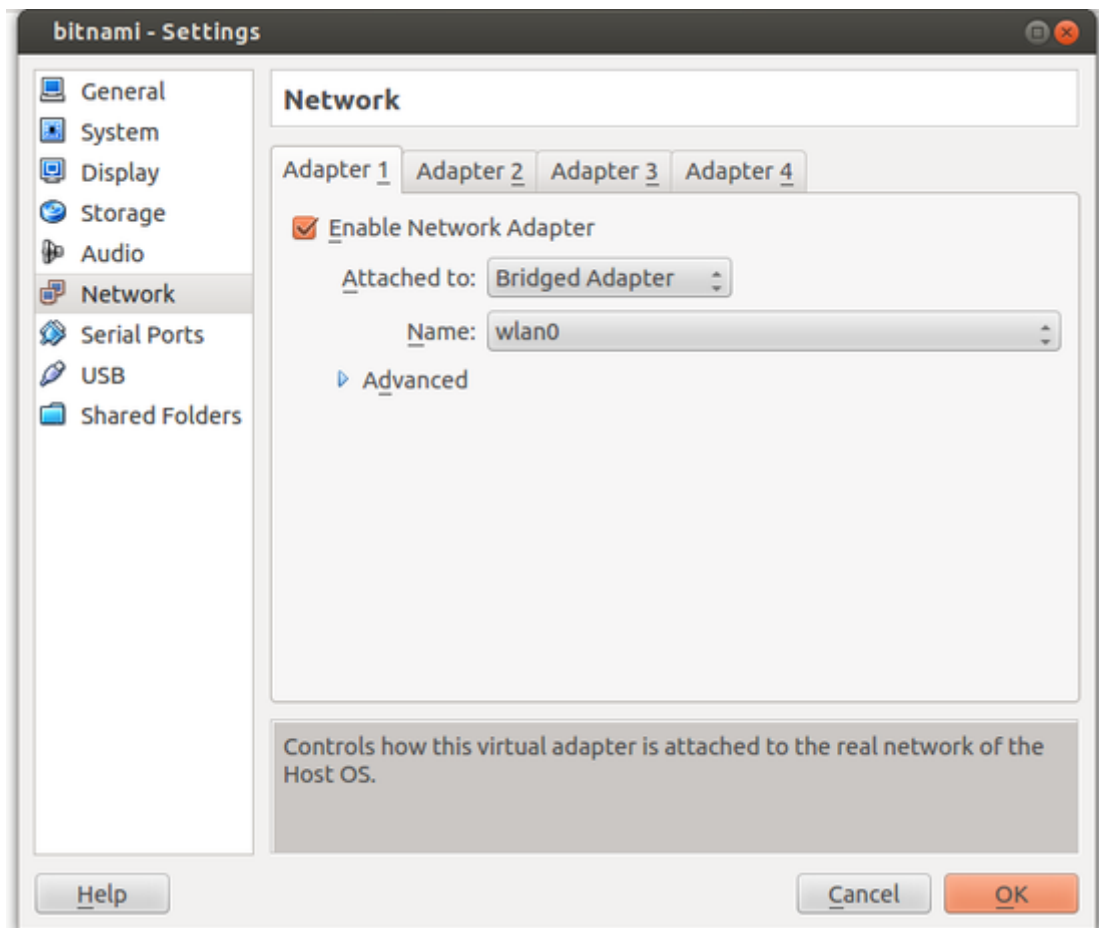 bitnami - Settings
General
System
Display
Storage
Audio
Network
Serial Ports
USB
Shared Folders
Network
Adapter 1 Adapter 2 Adapter 3 Adapter 4
Enable Network Adapter
Attached to: Bridged Adapter
Name: wlan0
Advanced
Controls how this virtual adapter is attached to the real network of the
Host OS.
Help Cancel OK